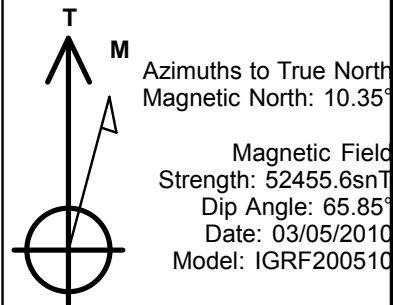 T
M
Azimuths to True North
Magnetic North: 10.35°
Magnetic Field
Strength: 52455.6snT
Dip Angle: 65.85°
Date: 03/05/2010
Model: IGRF200510